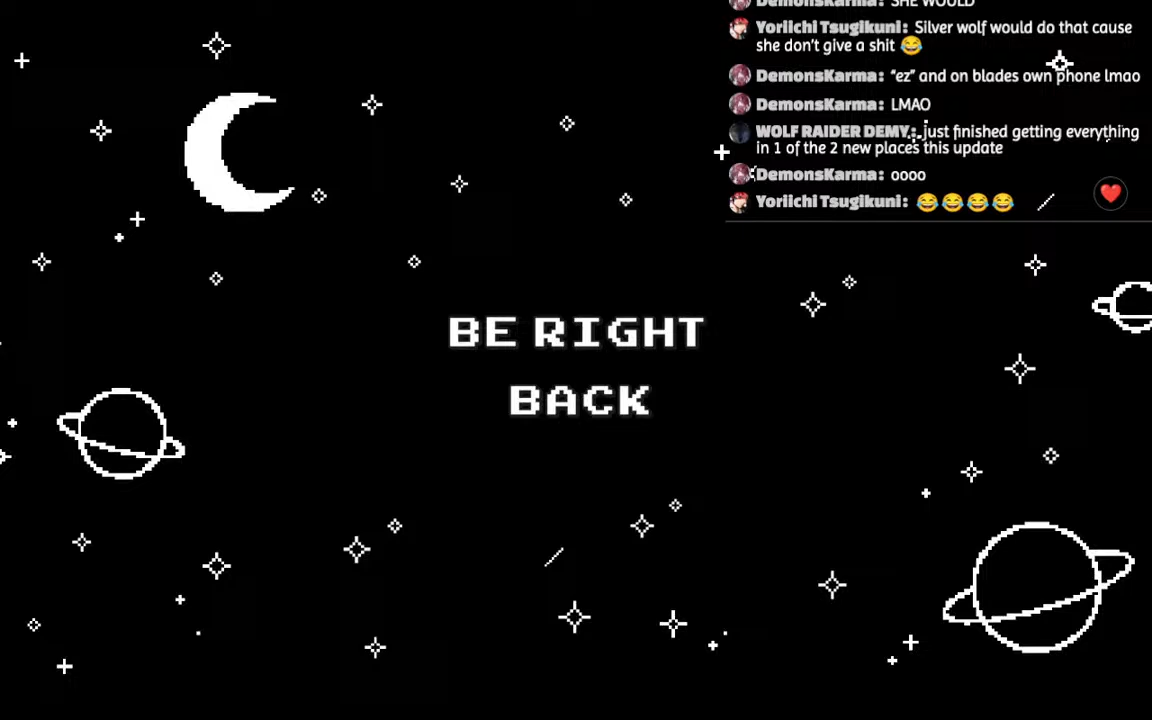 DemonsKarma: SHE WOULD
Yoriichi Tsugikuni: Silver wolf would do that cause
she don't give a shit 😂
DemonsKarma: "ez" and on blades own phone lmao
DemonsKarma: LMAO
WOLF RAIDER DEMY.: just finished getting everything
in 1 of the 2 new places this update
DemonsKarma: oooo
Yoriichi Tsugikuni: 😂😂😂😂
BE RIGHT
BACK